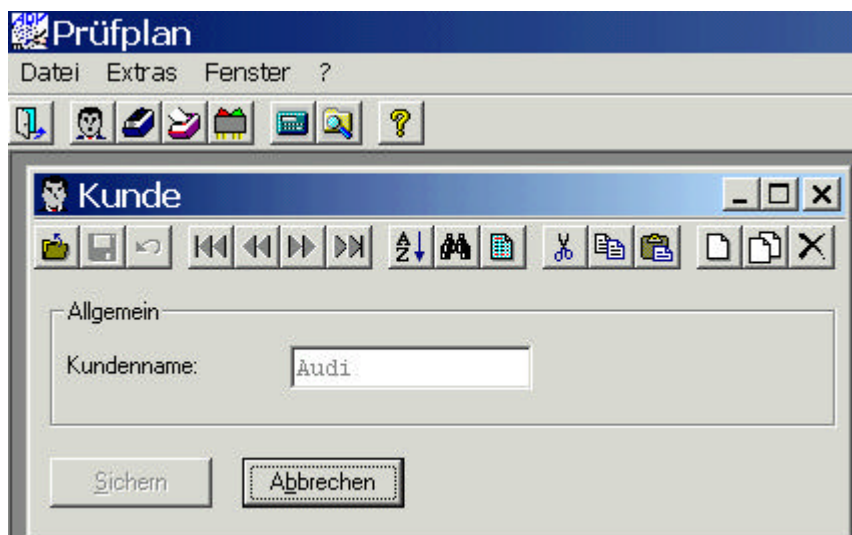 Prüfplan
Datei Extras Fenster ?
Kunde
Allgemein
Kundenname: Audi
Sichern Abbrechen